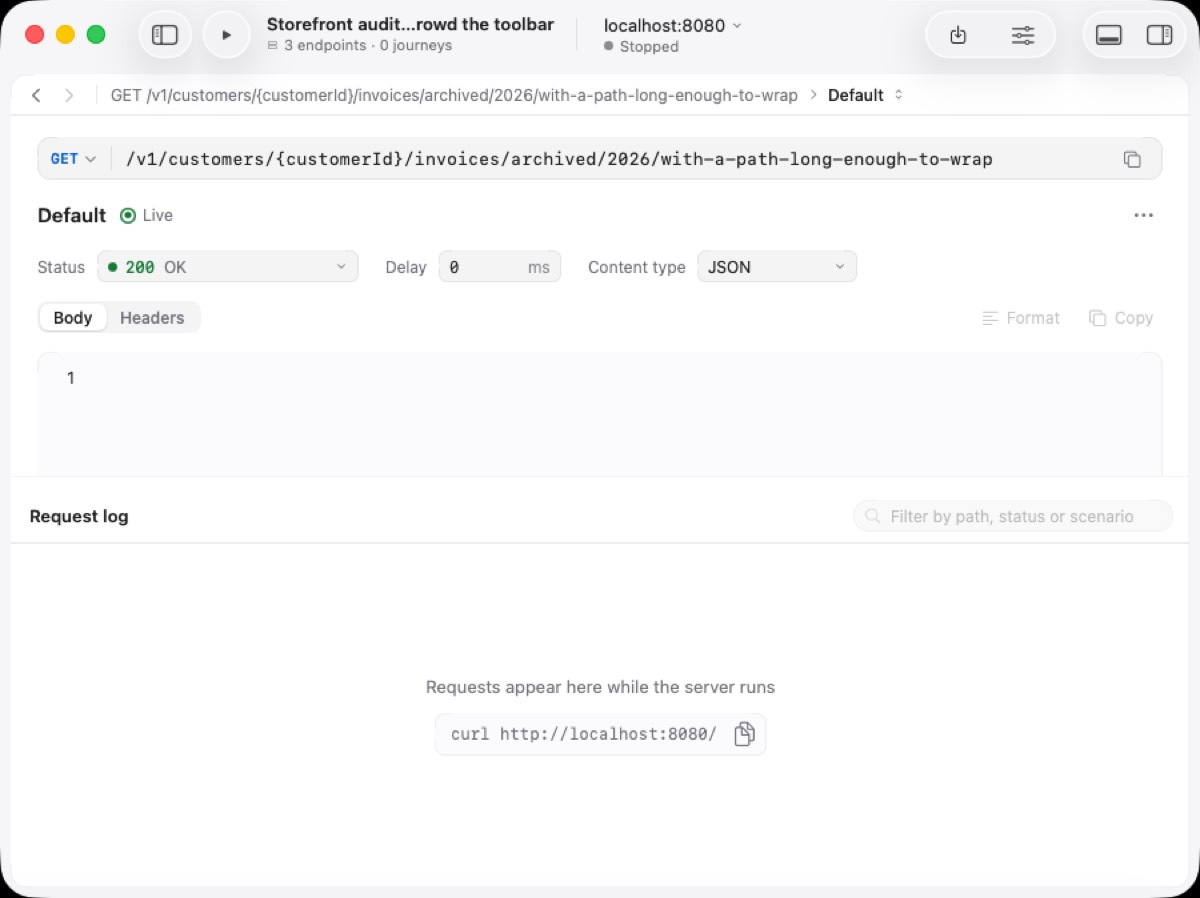 Storefront audit...rowd the toolbar
3 endpoints · 0 journeys
localhost:8080
Stopped
GET /v1/customers/{customerId}/invoices/archived/2026/with-a-path-long-enough-to-wrap > Default
GET /v1/customers/{customerId}/invoices/archived/2026/with-a-path-long-enough-to-wrap
Default Live
Status 200 OK Delay 0 ms Content type JSON
Body Headers Format Copy
1
Request log Filter by path, status or scenario
Requests appear here while the server runs
curl http://localhost:8080/